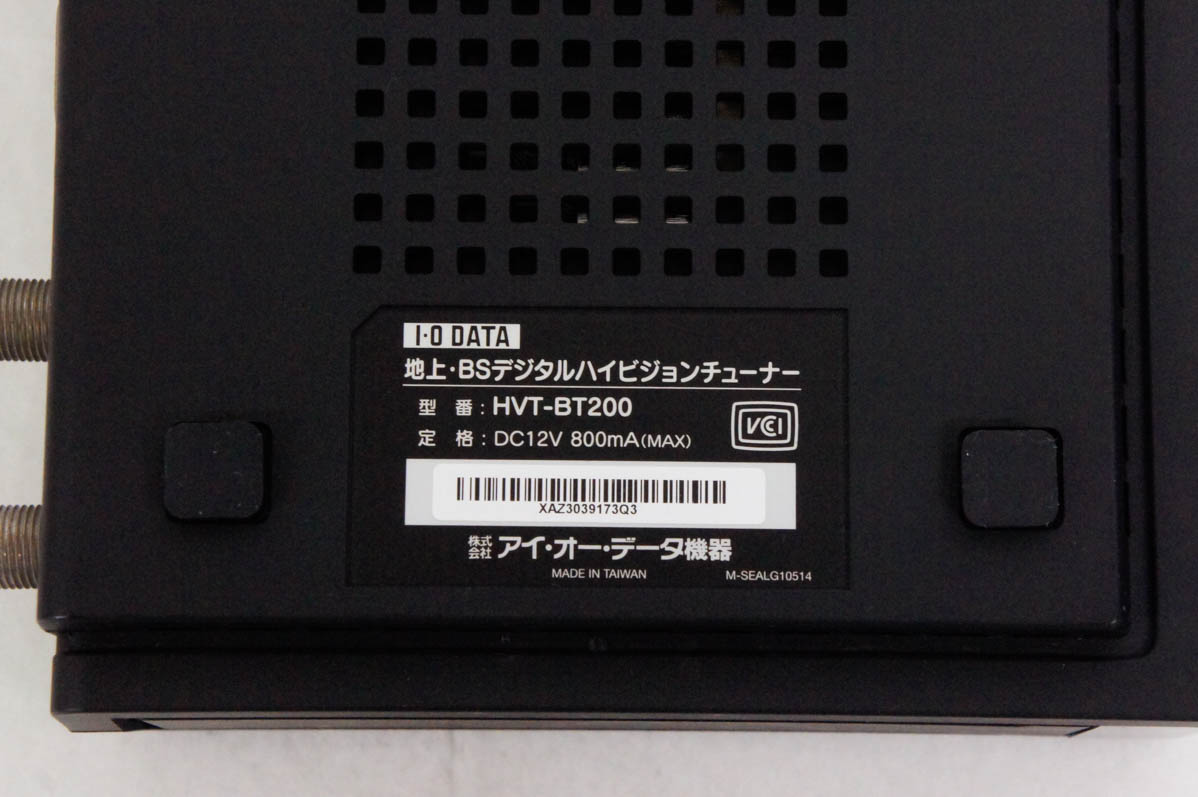 I·O DATA
地上・BSデジタルハイビジョンチューナー
型 番 : HVT-BT200
定 格 : DC12V 800mA(MAX)
VCCI
XAZ3039173Q3
株式会社 アイ・オー・データ機器
MADE IN TAIWAN M-SEALG10514